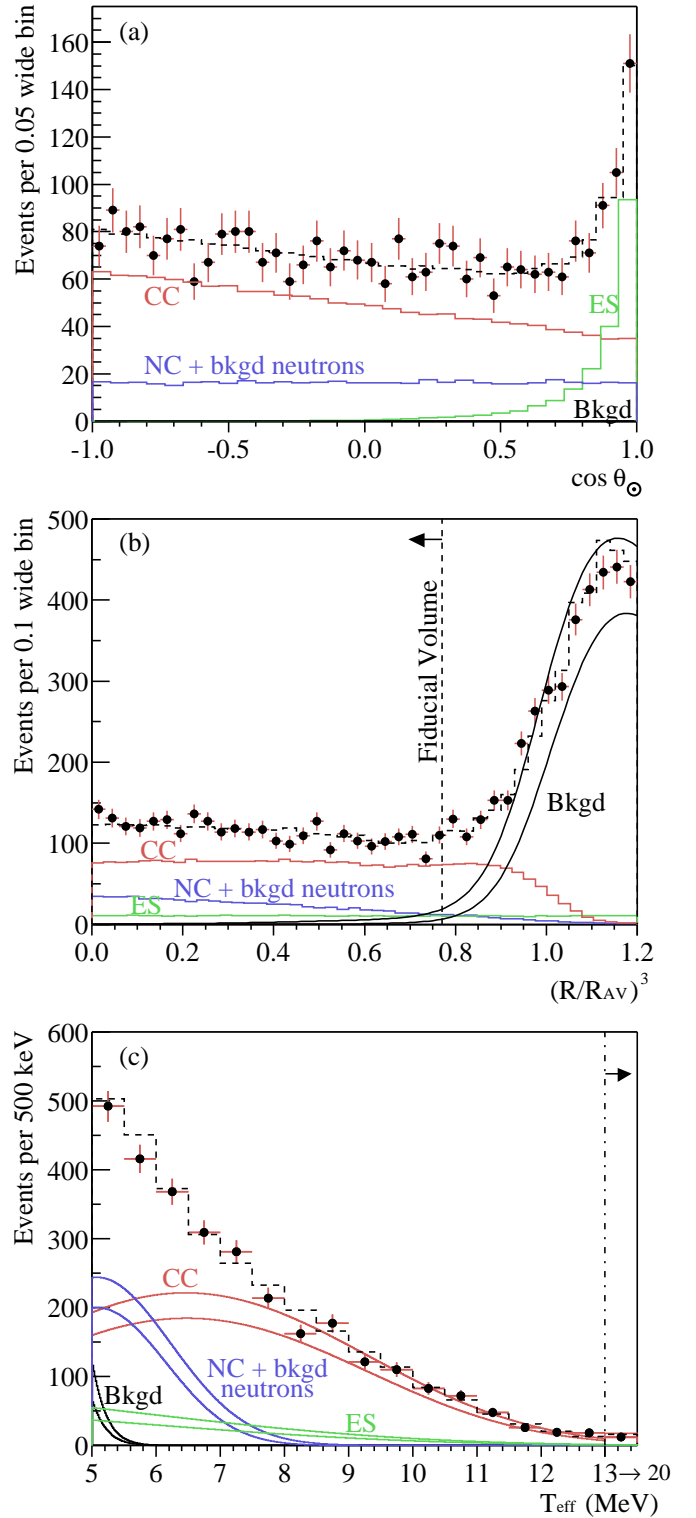 (a)
Events per 0.05 wide bin
160
140
120
100
80
60
40
20
0
CC
ES
NC + bkgd neutrons
Bkgd
-1.0 -0.5 0.0 0.5 1.0
cos θ☉
(b)
Events per 0.1 wide bin
500
400
300
200
100
0
Fiducial Volume
Bkgd
CC
NC + bkgd neutrons
ES
0.0 0.2 0.4 0.6 0.8 1.0 1.2
(R/RAV)³
(c)
Events per 500 keV
600
500
400
300
200
100
0
CC
NC + bkgd
neutrons
Bkgd
ES
5 6 7 8 9 10 11 12 13→20
Teff (MeV)